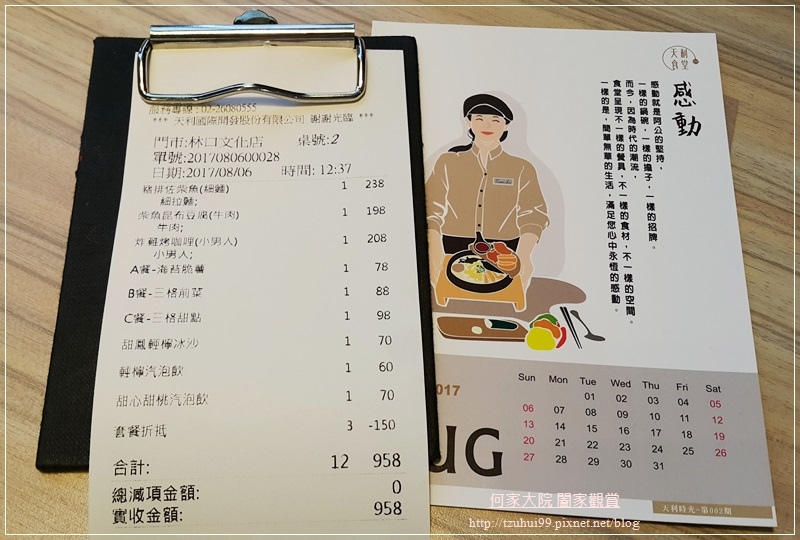 服務專線：02-26080555
*** 天利國際開發股份有限公司 謝謝光臨 ***
門市:林口文化店 桌號:2
單號:2017080600028
日期:2017/08/06 時間: 12:37
豬排佐柴魚(細麵) 1 238
細拉麵;
柴魚昆布豆腐(牛肉) 1 198
牛肉;
炸雞烤咖哩(小男人) 1 208
小男人;
A餐-海苔脆薯 1 78
B餐-三格前菜 1 88
C餐-三格甜點 1 98
甜鳳輕檸冰沙 1 70
輕檸汽泡飲 1 60
甜心甜桃汽泡飲 1 70
套餐折抵 3 -150
合計: 12 958
總減項金額: 0
實收金額: 958
天利食堂
感動
感動就是阿公的堅持，
一樣的鍋碗，一樣的擔子，一樣的招牌。
而今，因為時代的潮流，
食堂呈現不一樣的餐具，不一樣的食材，不一樣的空間。
一樣的是，簡單無華的生活，滿足您心中永恆的感動。
017
UG
Sun Mon Tue Wed Thu Fri Sat
01 02 03 04 05
06 07 08 09 10 11 12
13 14 15 16 17 18 19
20 21 22 23 24 25 26
27 28 29 30 31
天利時光-第002期
何家大院 闔家觀賞
http://tzuhui99.pixnet.net/blog